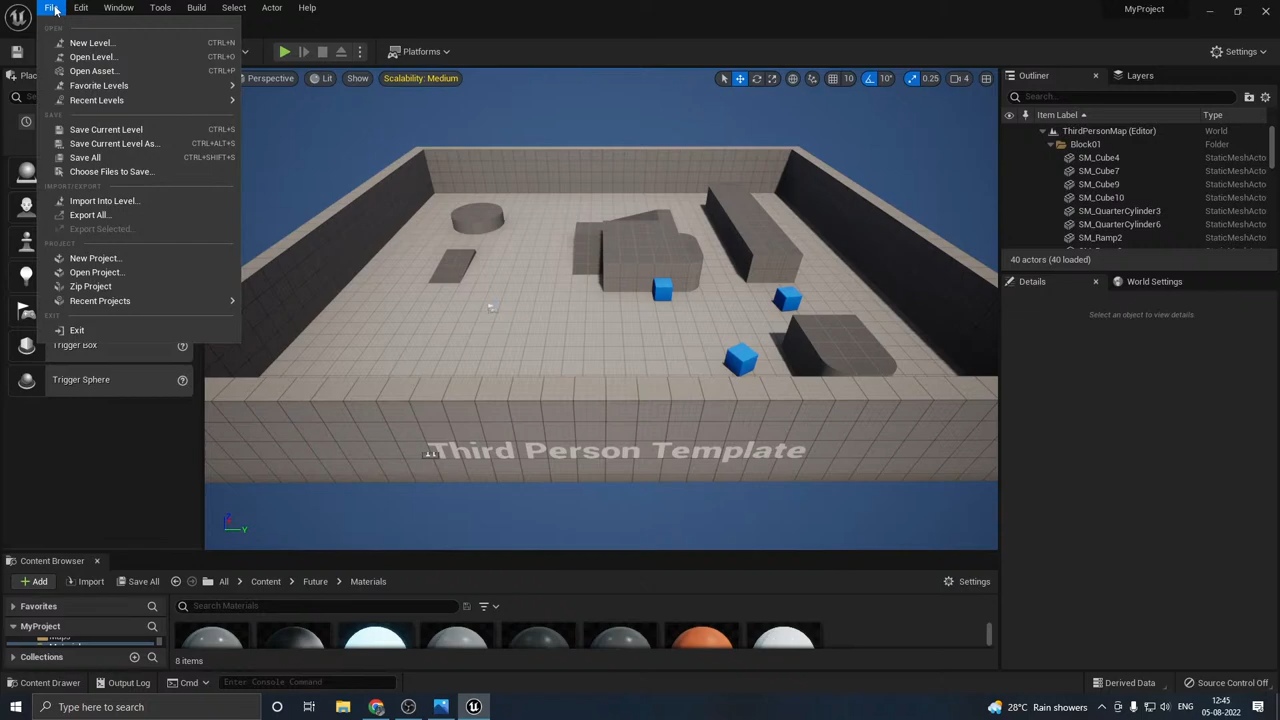 File Edit Window Tools Build Select Actor Help
MyProject
Platforms
Settings
OPEN
New Level... CTRL+N
Open Level... CTRL+O
Open Asset... CTRL+P
Favorite Levels
Recent Levels
SAVE
Save Current Level CTRL+S
Save Current Level As... CTRL+ALT+S
Save All CTRL+SHIFT+S
Choose Files to Save...
IMPORT/EXPORT
Import Into Level...
Export All...
Export Selected...
PROJECT
New Project...
Open Project...
Zip Project
Recent Projects
EXIT
Exit
Trigger Box
Trigger Sphere
Perspective Lit Show Scalability: Medium
10 10° 0.25 4
Third Person Template
Z
Y
Outliner Layers
Search...
Item Label Type
ThirdPersonMap (Editor) World
Block01 Folder
SM_Cube4 StaticMeshActo
SM_Cube7 StaticMeshActo
SM_Cube9 StaticMeshActo
SM_Cube10 StaticMeshActo
SM_QuarterCylinder3 StaticMeshActo
SM_QuarterCylinder6 StaticMeshActo
SM_Ramp2 StaticMeshActo
40 actors (40 loaded)
Details World Settings
Select an object to view details
Content Browser
Add Import Save All All Content Future Materials Settings
Favorites
Search Materials
MyProject
Maps
Collections
8 items
Content Drawer Output Log Cmd Enter Console Command
Derived Data Source Control Off
Type here to search
28°C Rain showers ENG 12:45
05-08-2022